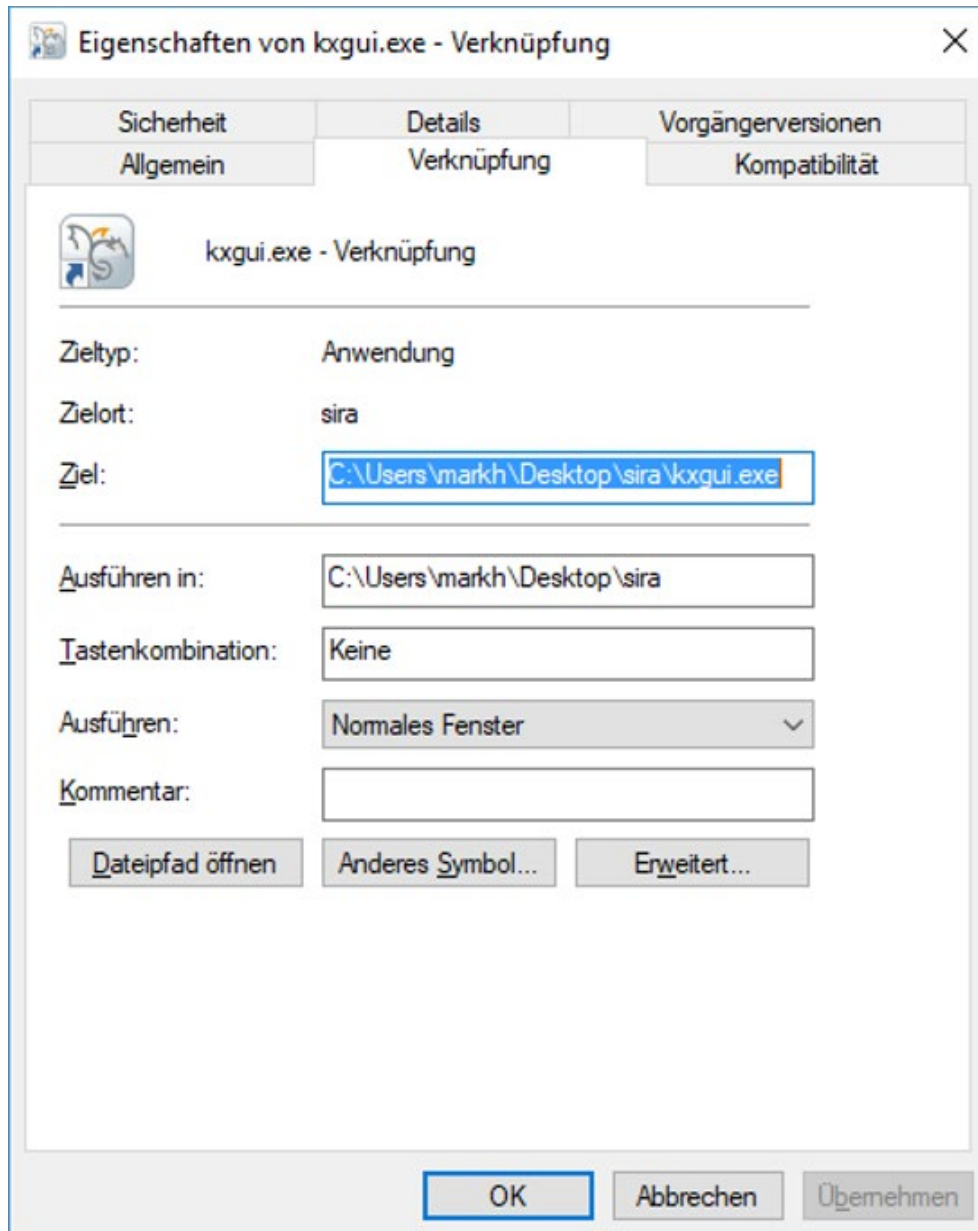 Eigenschaften von kxgui.exe - Verknüpfung
Sicherheit Details Vorgängerversionen
Allgemein Verknüpfung Kompatibilität
kxgui.exe - Verknüpfung
Zieltyp: Anwendung
Zielort: sira
Ziel: C:\Users\markh\Desktop\sira\kxgui.exe
Ausführen in: C:\Users\markh\Desktop\sira
Tastenkombination: Keine
Ausführen: Normales Fenster
Kommentar:
Dateipfad öffnen Anderes Symbol... Erweitert...
OK Abbrechen Übernehmen